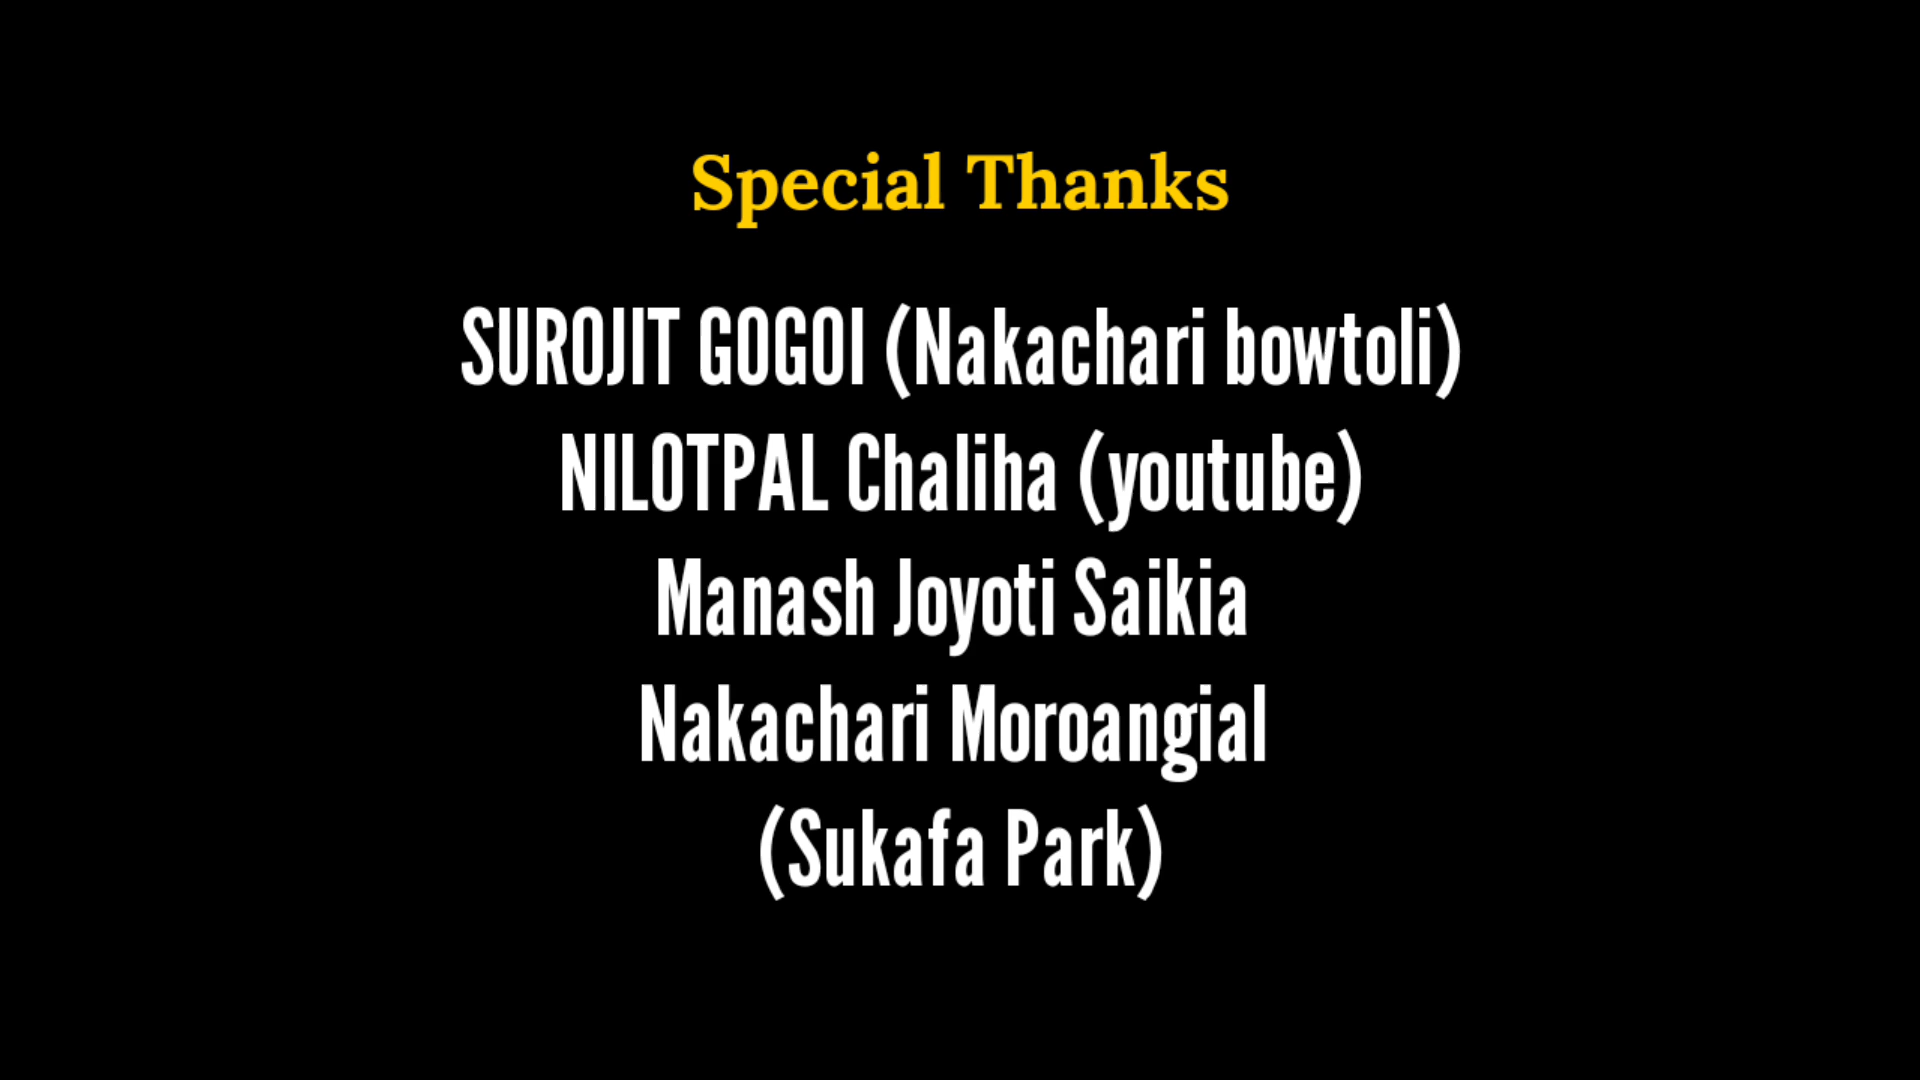 Special Thanks
SUROJIT GOGOI (Nakachari bowtoli)
NILOTPAL Chaliha (youtube)
Manash Joyoti Saikia
Nakachari Moroangial
(Sukafa Park)